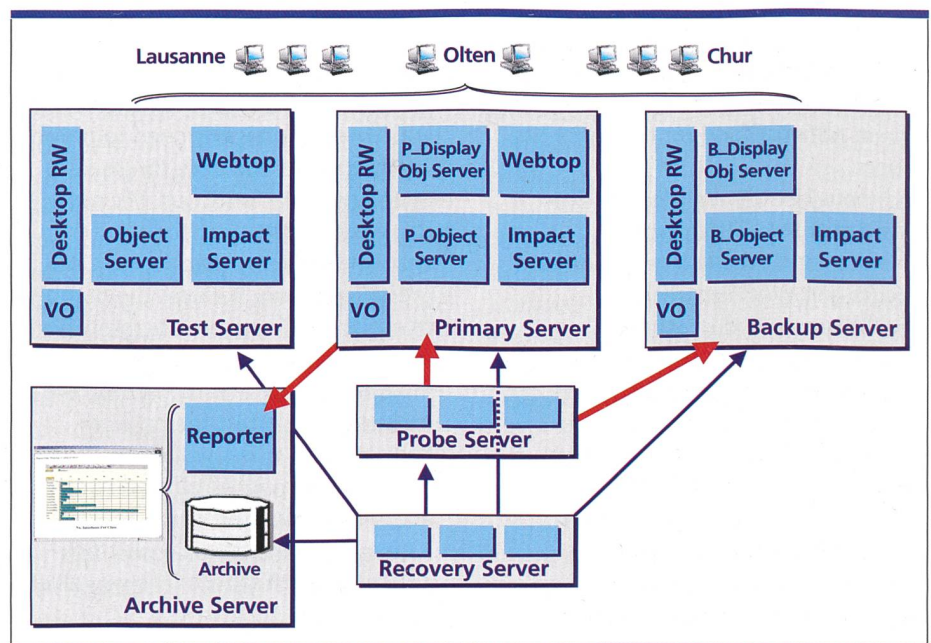 Lausanne
Olten
Chur
Desktop RW
Webtop
Object
Server
Impact
Server
VO
Test Server
Desktop RW
P_Display
Obj Server
Webtop
P_Object
Server
Impact
Server
VO
Primary Server
Desktop RW
B_Display
Obj Server
B_Object
Server
Impact
Server
VO
Backup Server
Reporter
Archive
Archive Server
Probe Server
Recovery Server